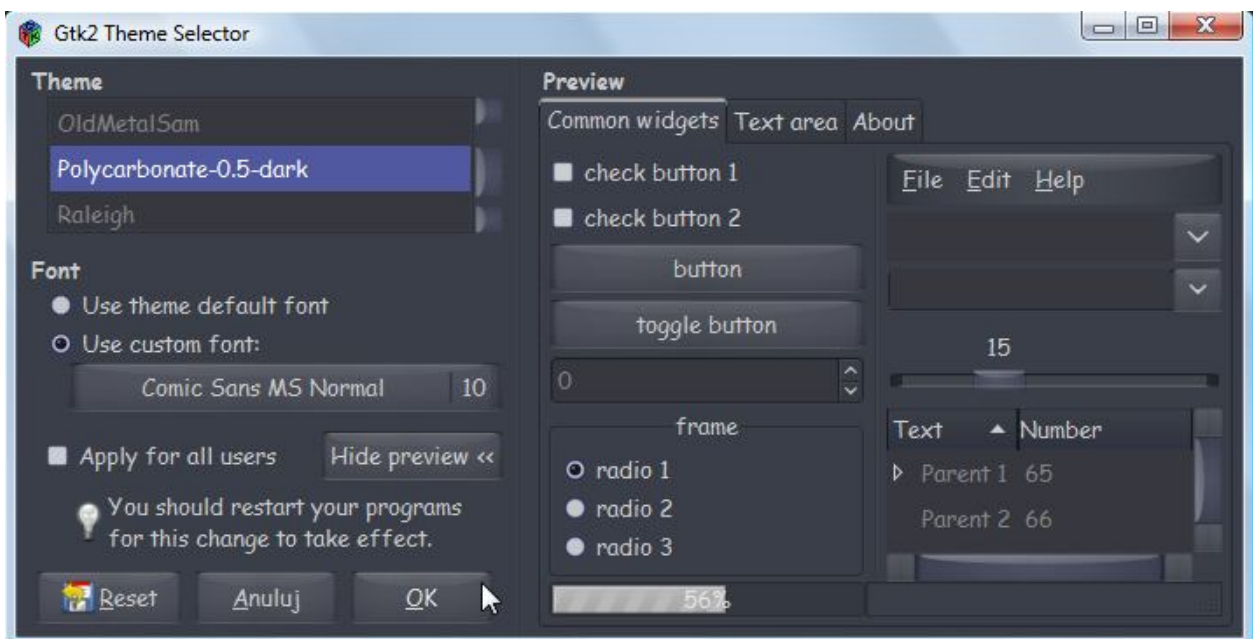 Gtk2 Theme Selector
Theme
OldMetalSam
Polycarbonate-0.5-dark
Raleigh
Font
Use theme default font
Use custom font:
Comic Sans MS Normal 10
Apply for all users
Hide preview <<
You should restart your programs
for this change to take effect.
Reset Anuluj OK
Preview
Common widgets Text area About
check button 1
check button 2
button
toggle button
0
frame
radio 1
radio 2
radio 3
56%
File Edit Help
15
Text Number
Parent 1 65
Parent 2 66